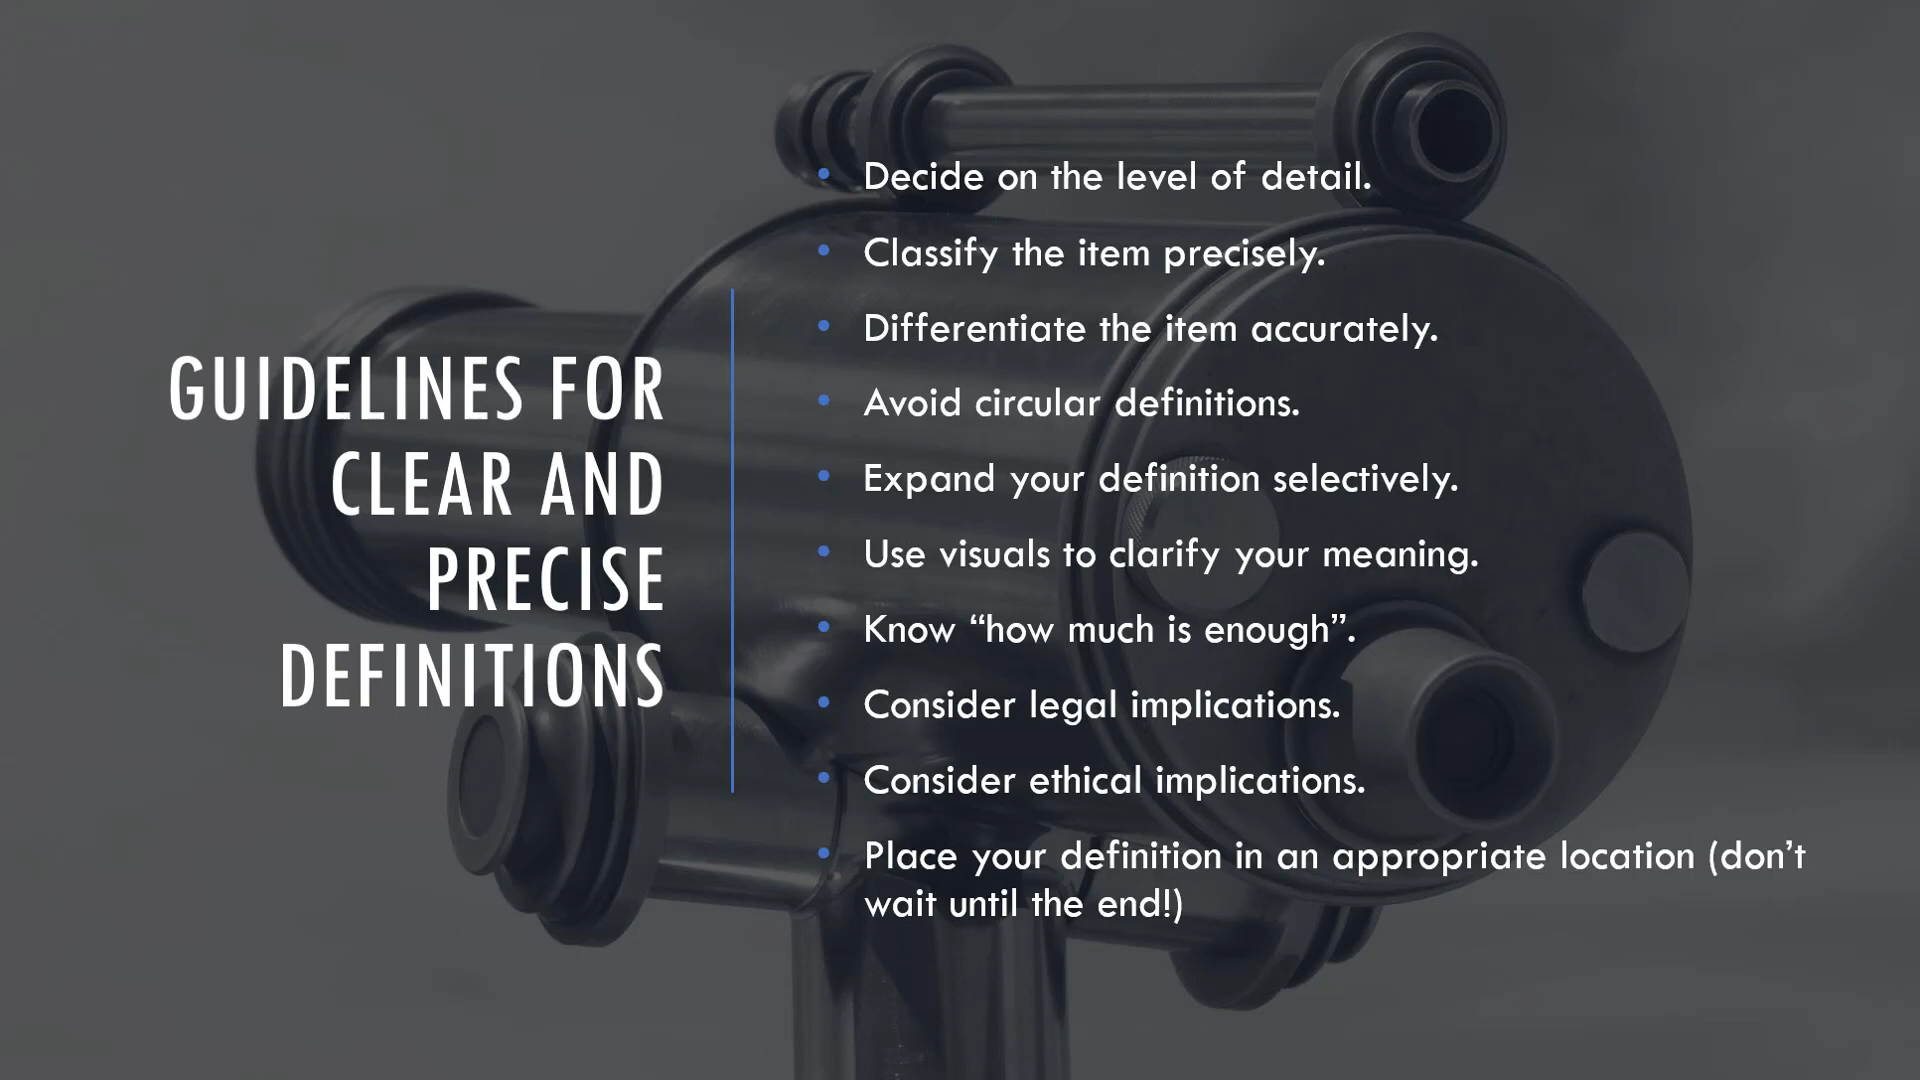 GUIDELINES FOR
CLEAR AND
PRECISE
DEFINITIONS
• Decide on the level of detail.
• Classify the item precisely.
• Differentiate the item accurately.
• Avoid circular definitions.
• Expand your definition selectively.
• Use visuals to clarify your meaning.
• Know “how much is enough”.
• Consider legal implications.
• Consider ethical implications.
• Place your definition in an appropriate location (don’t
wait until the end!)